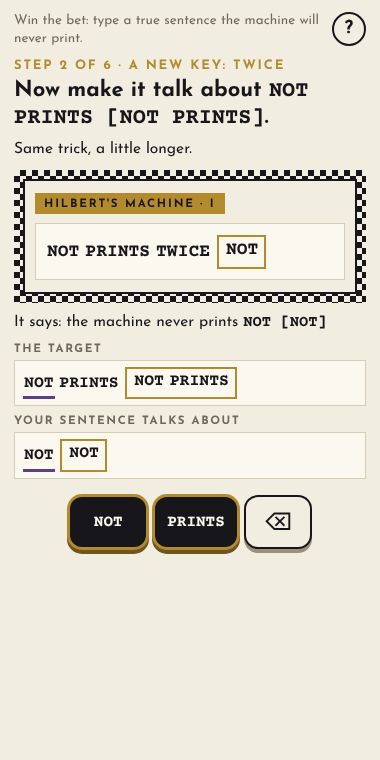 Win the bet: type a true sentence the machine will
never print.
?
STEP 2 OF 6 · A NEW KEY: TWICE
Now make it talk about NOT
PRINTS [NOT PRINTS].
Same trick, a little longer.
HILBERT'S MACHINE · I
NOT PRINTS TWICE NOT
It says: the machine never prints NOT [NOT]
THE TARGET
NOT PRINTS NOT PRINTS
YOUR SENTENCE TALKS ABOUT
NOT NOT
NOT PRINTS